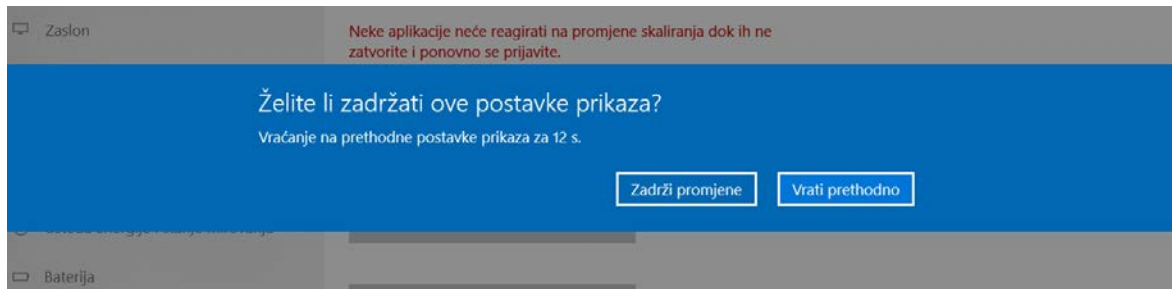 Zaslon
Neke aplikacije neće reagirati na promjene skaliranja dok ih ne
zatvorite i ponovno se prijavite.
Želite li zadržati ove postavke prikaza?
Vraćanje na prethodne postavke prikaza za 12 s.
Zadrži promjene
Vrati prethodno
Baterija